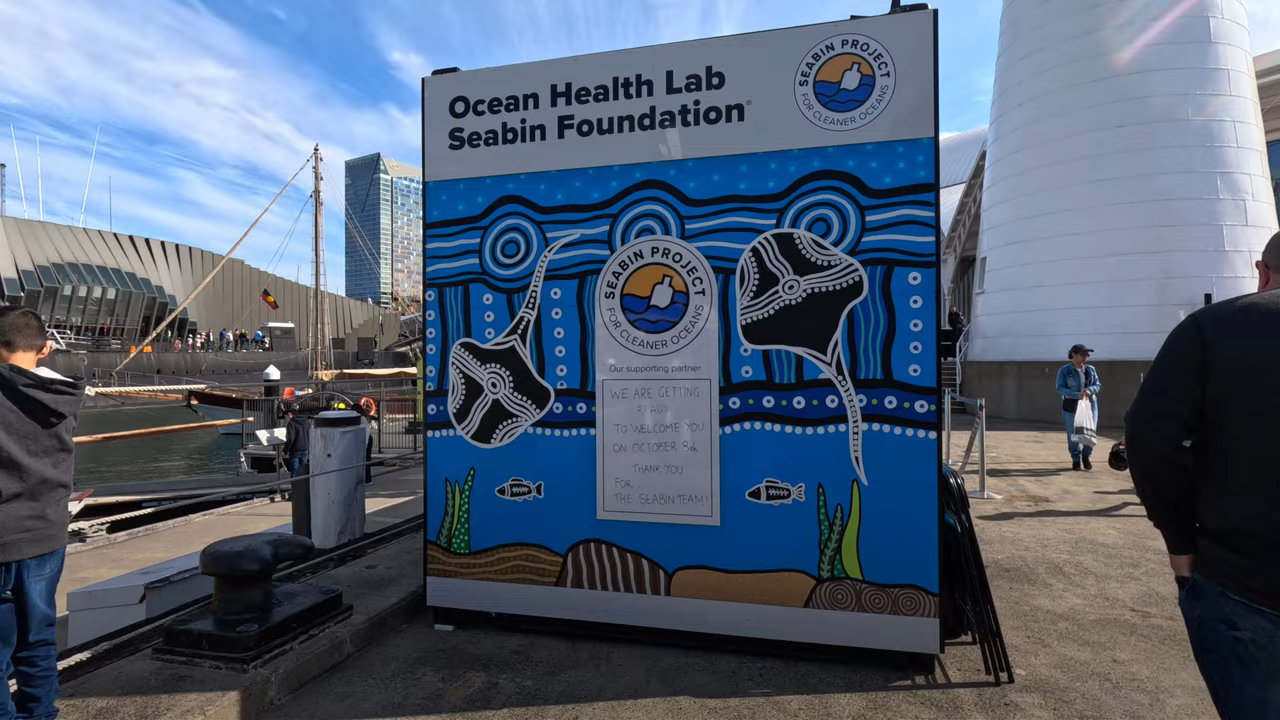 Ocean Health Lab
Seabin Foundation®
SEABIN PROJECT
FOR CLEANER OCEANS
SEABIN PROJECT
FOR CLEANER OCEANS
Our supporting partner
WE ARE GETTING
READY
TO WELCOME YOU
ON OCTOBER 8th
THANK YOU
FOR
THE SEABIN TEAM!